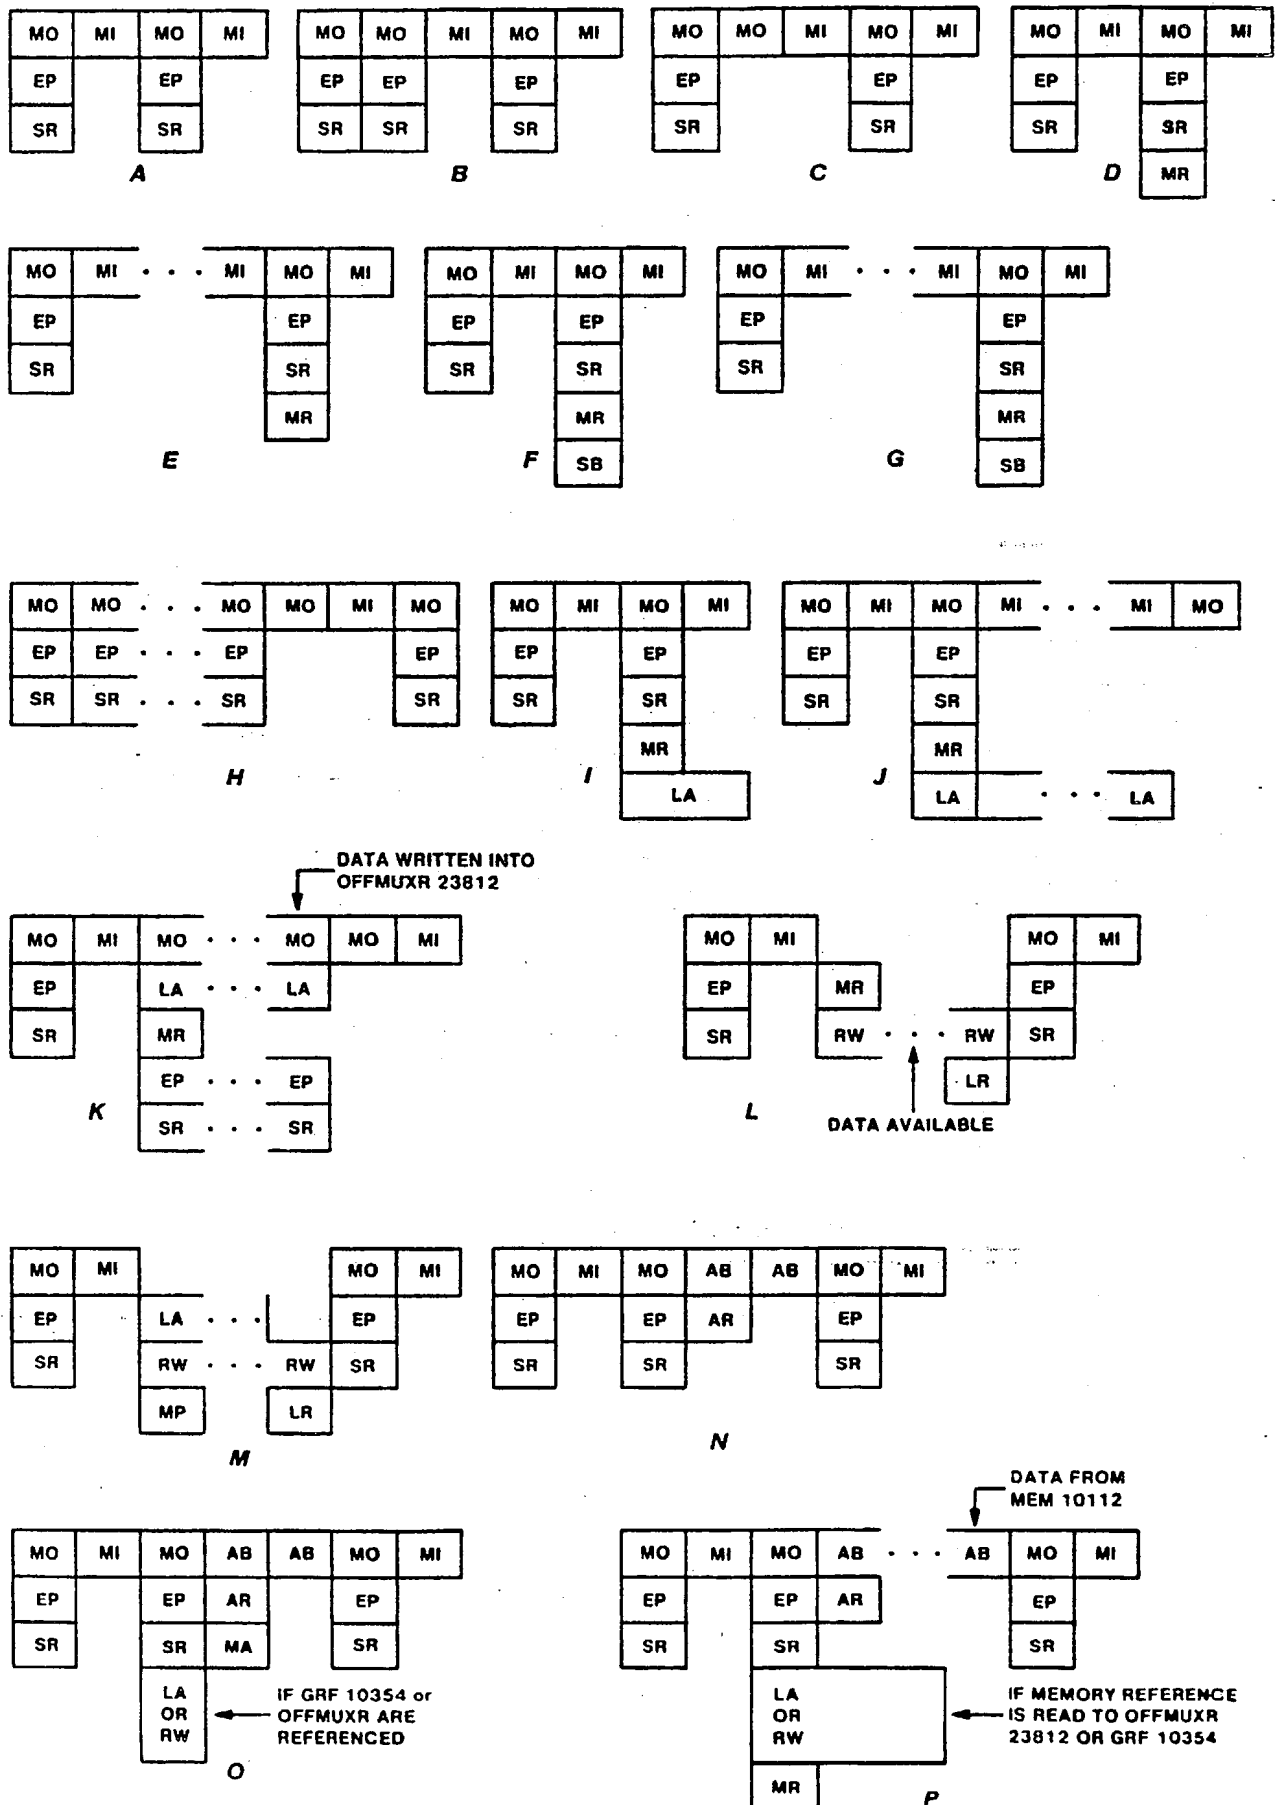 MO MI MO MI
EP EP
SR SR
A
MO MO MI MO MI
EP EP EP
SR SR SR
B
MO MO MI MO MI
EP EP
SR SR
C
MO MI MO MI
EP EP
SR SR
MR
D
MO MI · · · MI MO MI
EP EP
SR SR
MR
E
MO MI MO MI
EP EP
SR SR
MR
SB
F
MO MI · · · MI MO MI
EP EP
SR SR
MR
SB
G
MO MO · · · MO MO MI MO
EP EP · · · EP EP
SR SR · · · SR SR
H
MO MI MO MI
EP EP
SR SR
MR
LA
I
MO MI MO MI · · · MI MO
EP EP
SR SR
MR
LA · · · LA
J
DATA WRITTEN INTO
OFFMUXR 23812
MO MI MO · · · MO MO MI
EP LA · · · LA
SR MR
EP · · · EP
SR · · · SR
K
MO MI MO MI
EP MR EP
SR RW · · · RW SR
LR
DATA AVAILABLE
L
MO MI MO MI
EP LA · · · EP
SR RW · · · RW SR
MP LR
M
MO MI MO AB AB MO MI
EP EP AR EP
SR SR SR
N
MO MI MO AB AB MO MI
EP EP AR EP
SR SR MA SR
LA
OR
RW
IF GRF 10354 or
OFFMUXR ARE
REFERENCED
O
DATA FROM
MEM 10112
MO MI MO AB · · · AB MO MI
EP EP AR EP
SR SR SR
LA
OR
RW
IF MEMORY REFERENCE
IS READ TO OFFMUXR
23812 OR GRF 10354
MR
P